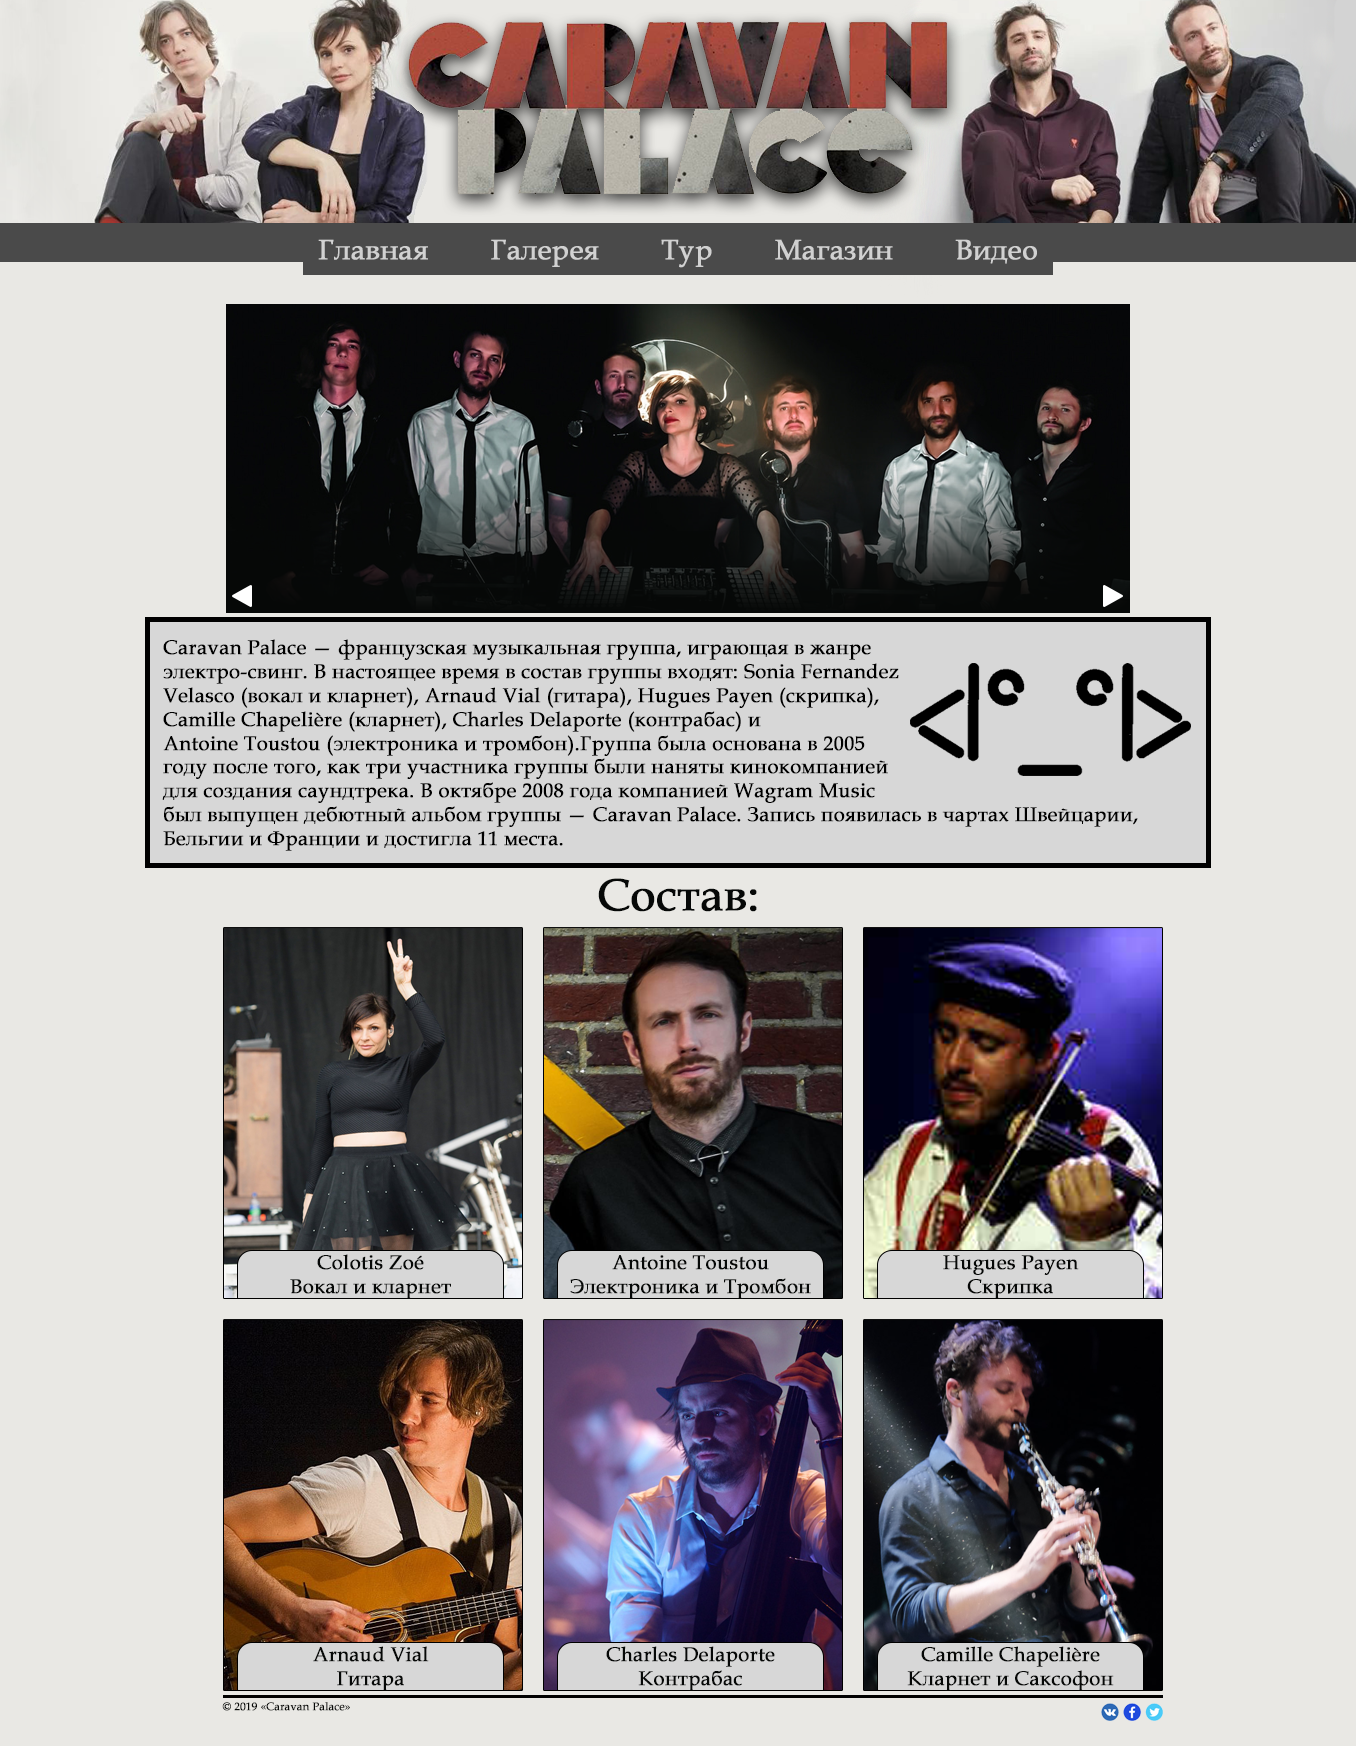 CARAVAN
PALACE
Главная Галерея Тур Магазин Видео
Caravan Palace — французская музыкальная группа, играющая в жанре
электро-свинг. В настоящее время в состав группы входят: Sonia Fernandez
Velasco (вокал и кларнет), Arnaud Vial (гитара), Hugues Payen (скрипка),
Camille Chapelière (кларнет), Charles Delaporte (контрабас) и
Antoine Toustou (электроника и тромбон).Группа была основана в 2005
году после того, как три участника группы были наняты кинокомпанией
для создания саундтрека. В октябре 2008 года компанией Wagram Music
был выпущен дебютный альбом группы — Caravan Palace. Запись появилась в чартах Швейцарии,
Бельгии и Франции и достигла 11 места.
<|°_°|>
Состав:
Colotis Zoé
Вокал и кларнет
Antoine Toustou
Электроника и Тромбон
Hugues Payen
Скрипка
Arnaud Vial
Гитара
Charles Delaporte
Контрабас
Camille Chapelière
Кларнет и Саксофон
© 2019 «Caravan Palace»